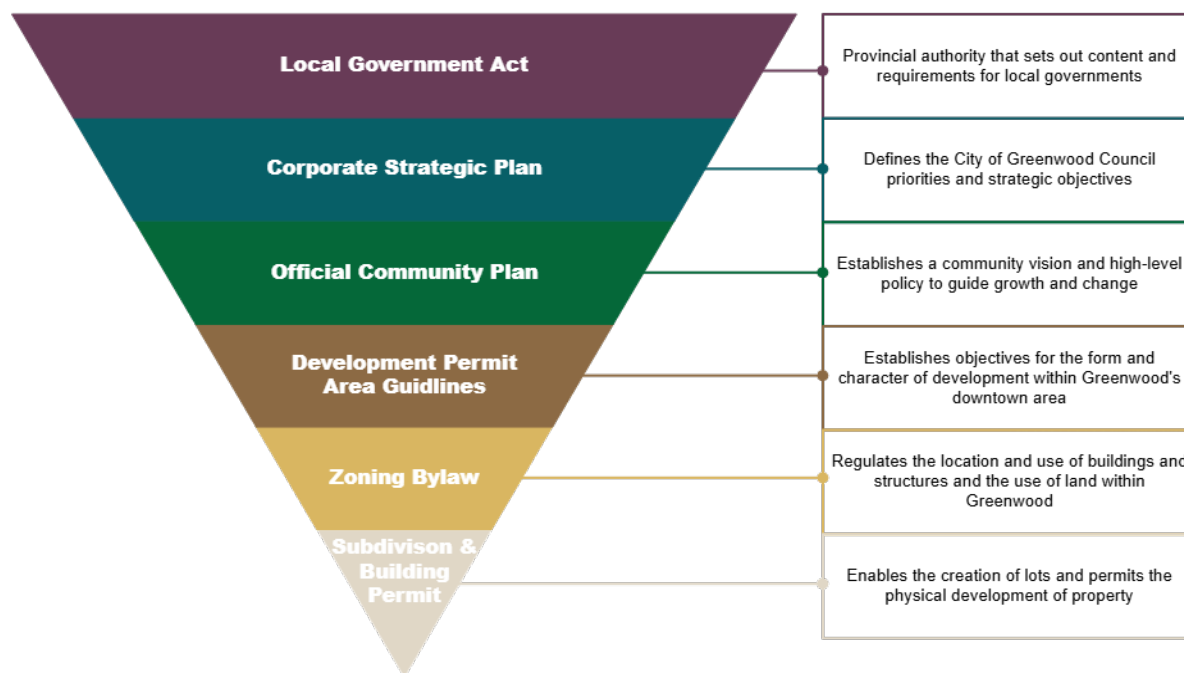 Local Government Act
Provincial authority that sets out content and
requirements for local governments
Corporate Strategic Plan
Defines the City of Greenwood Council
priorities and strategic objectives
Official Community Plan
Establishes a community vision and high-level
policy to guide growth and change
Development Permit
Area Guidlines
Establishes objectives for the form and
character of development within Greenwood's
downtown area
Zoning Bylaw
Regulates the location and use of buildings and
structures and the use of land within
Greenwood
Subdivison &
Building
Permit
Enables the creation of lots and permits the
physical development of property